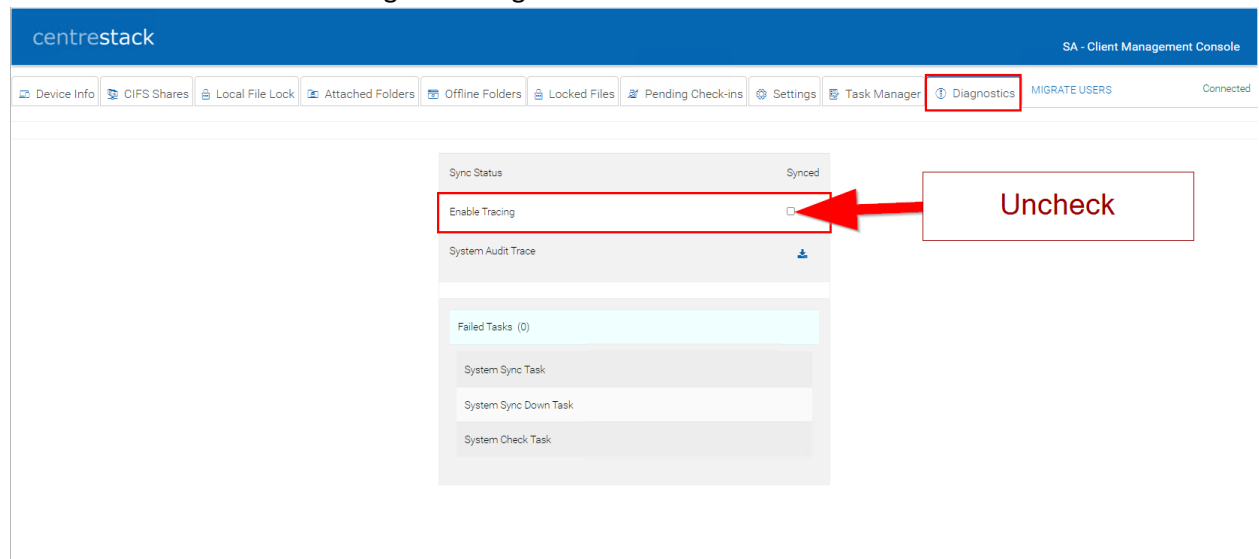 centrestack
SA - Client Management Console
Device Info CIFS Shares Local File Lock Attached Folders Offline Folders Locked Files Pending Check-ins Settings Task Manager Diagnostics MIGRATE USERS Connected
Sync Status Synced
Enable Tracing
Uncheck
System Audit Trace
Failed Tasks (0)
System Sync Task
System Sync Down Task
System Check Task